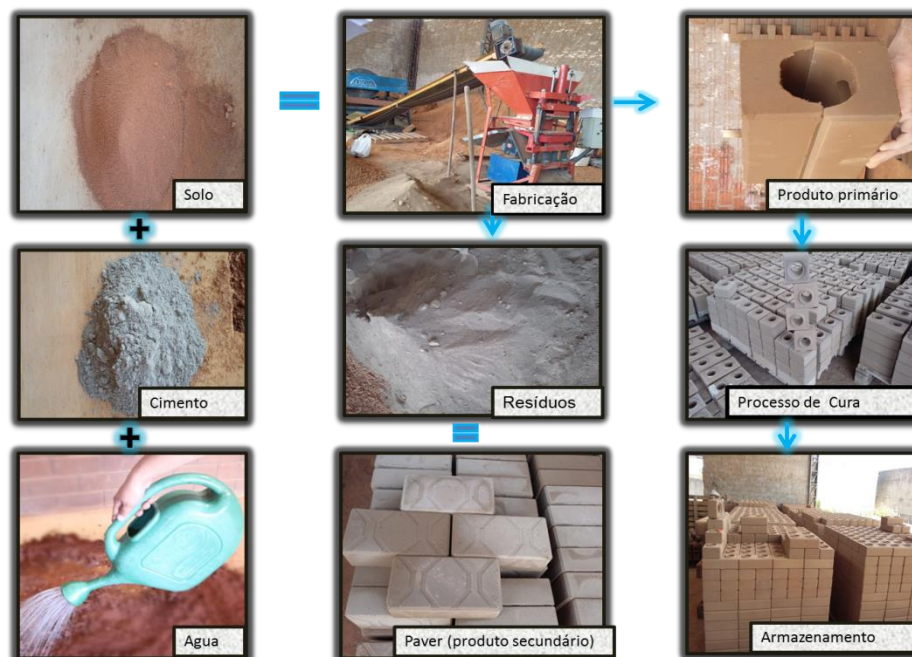 Solo
Fabricação
Produto primário
+
Cimento
Resíduos
Processo de Cura
+
Agua
Paver (produto secundário)
Armazenamento